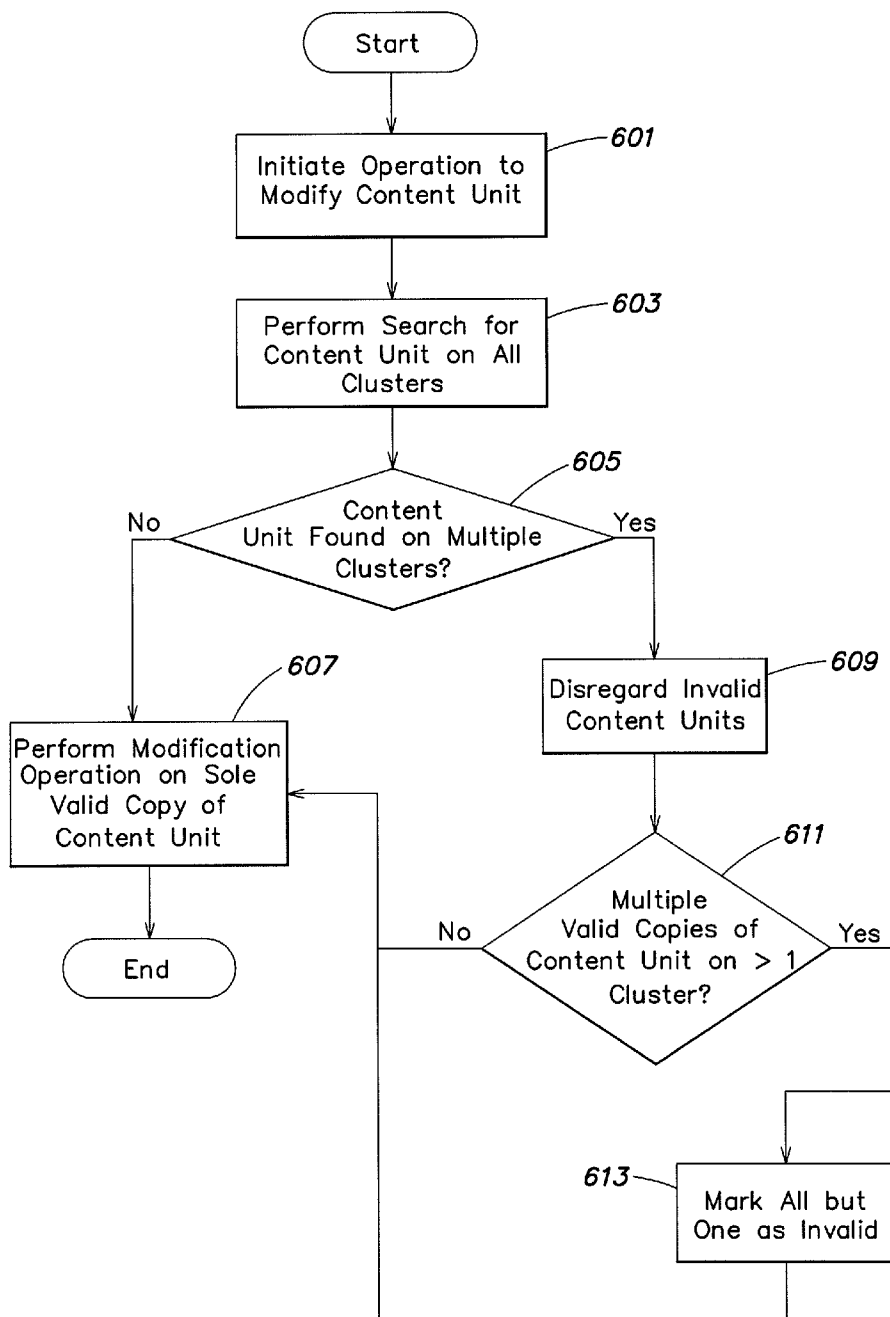 Start
601
Initiate Operation to
Modify Content Unit
603
Perform Search for
Content Unit on All
Clusters
605
Content
Unit Found on Multiple
Clusters?
No
Yes
607
Perform Modification
Operation on Sole
Valid Copy of
Content Unit
End
609
Disregard Invalid
Content Units
611
Multiple
Valid Copies of
Content Unit on > 1
Cluster?
No
Yes
613
Mark All but
One as Invalid